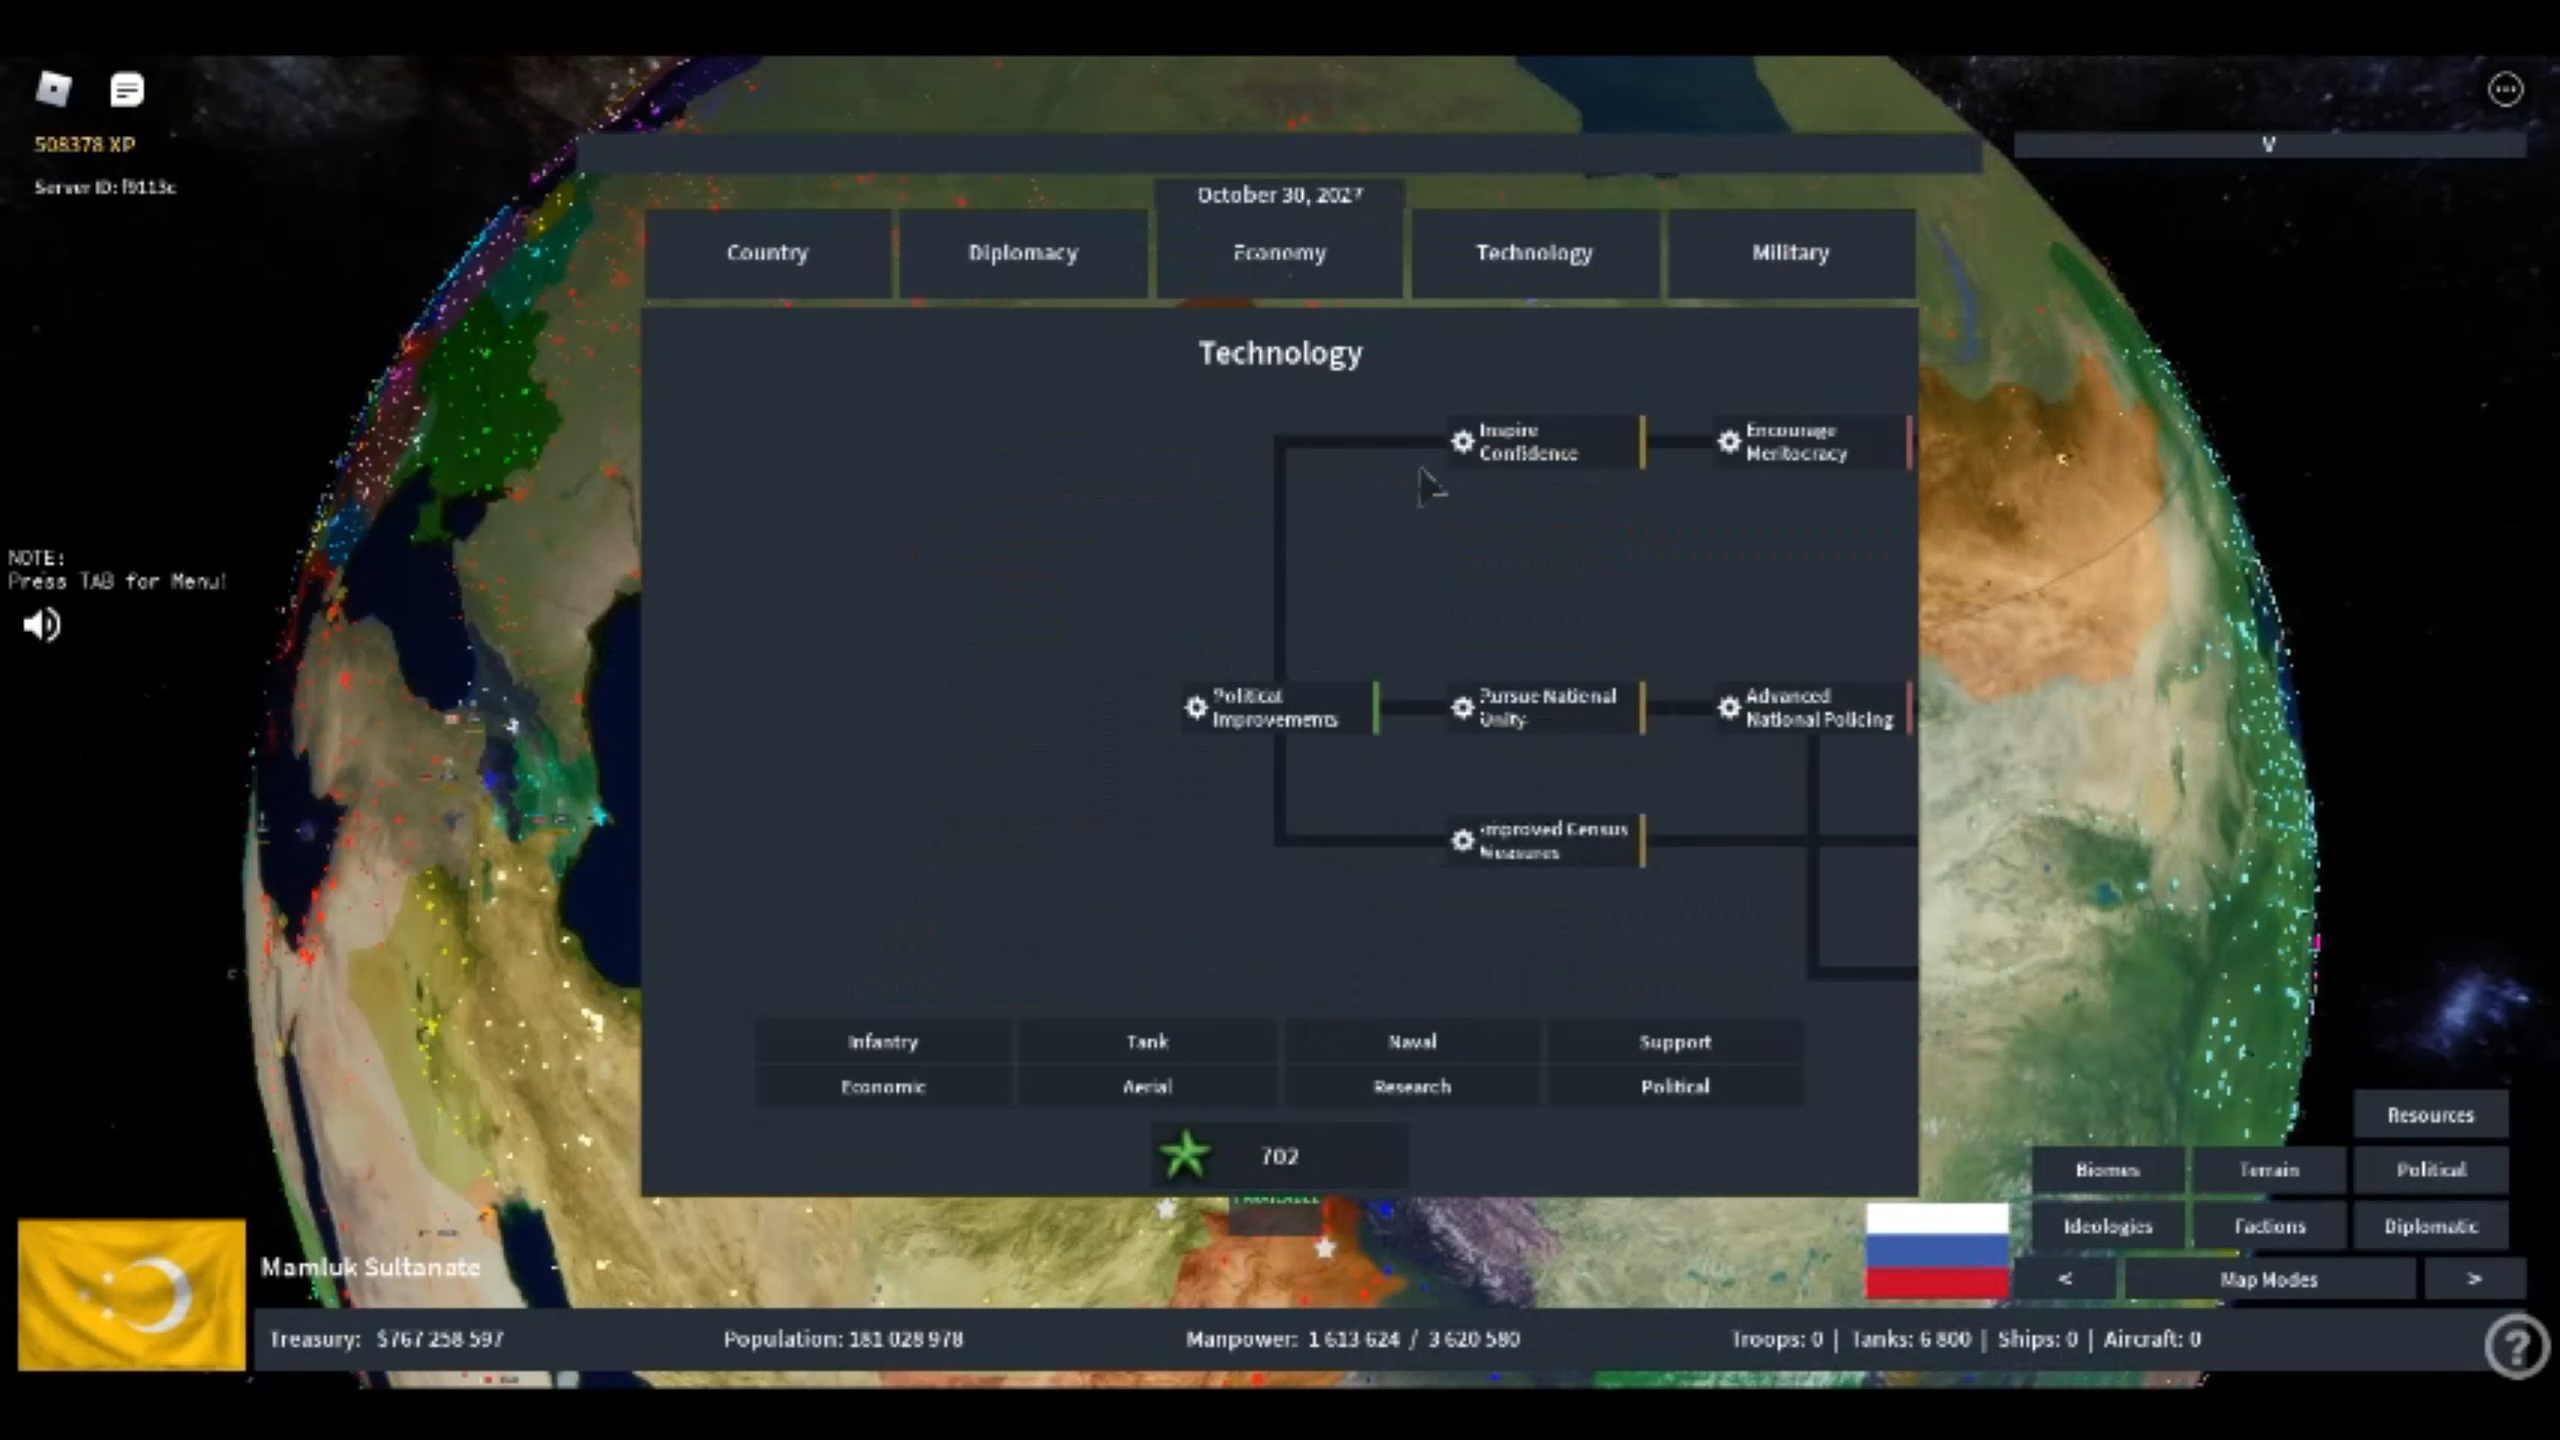 508378 XP
Server ID: f9113c
V
October 30, 2027
Country
Diplomacy
Economy
Technology
Military
Technology
Inspire
Confidence
Encourage
Meritocracy
NOTE:
Press TAB for Menu!
Political
Improvements
Pursue National
Unity
Advanced
National Policing
Improved Census
Measures
Infantry
Tank
Naval
Support
Economic
Aerial
Research
Political
702
Resources
Biomes
Terrain
Political
Ideologies
Factions
Diplomatic
<
Map Modes
>
Mamluk Sultanate
Treasury: $767 258 597
Population: 181 028 978
Manpower: 1 613 624 / 3 620 580
Troops: 0 | Tanks: 6 800 | Ships: 0 | Aircraft: 0
?